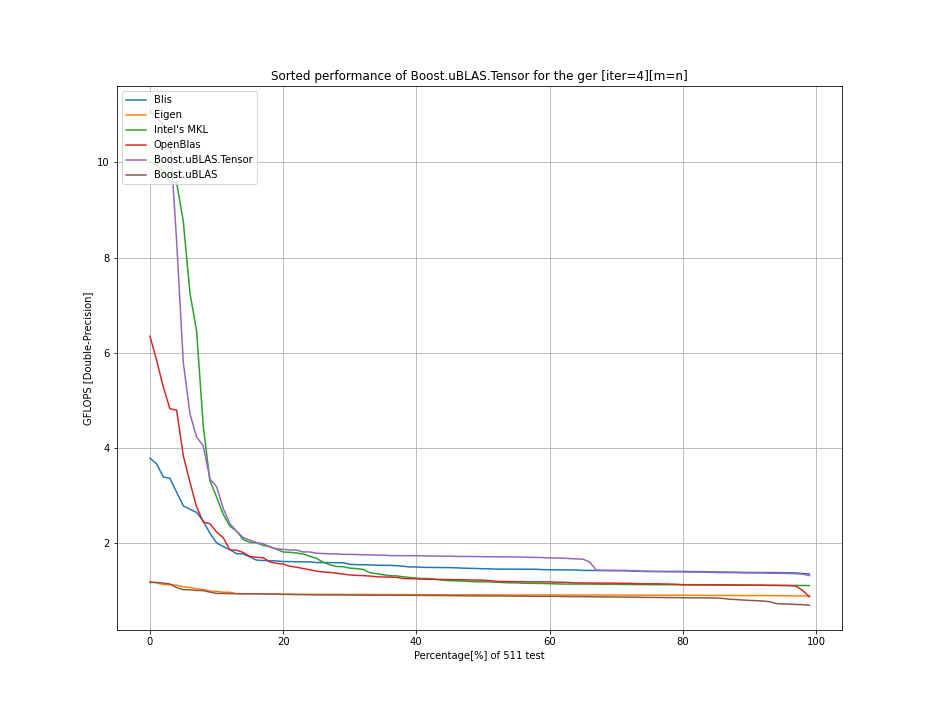 Sorted performance of Boost.uBLAS.Tensor for the ger [iter=4][m=n]
Blis
Eigen
Intel's MKL
OpenBlas
Boost.uBLAS.Tensor
Boost.uBLAS
10
8
6
4
2
GFLOPS [Double-Precision]
0 20 40 60 80 100
Percentage[%] of 511 test